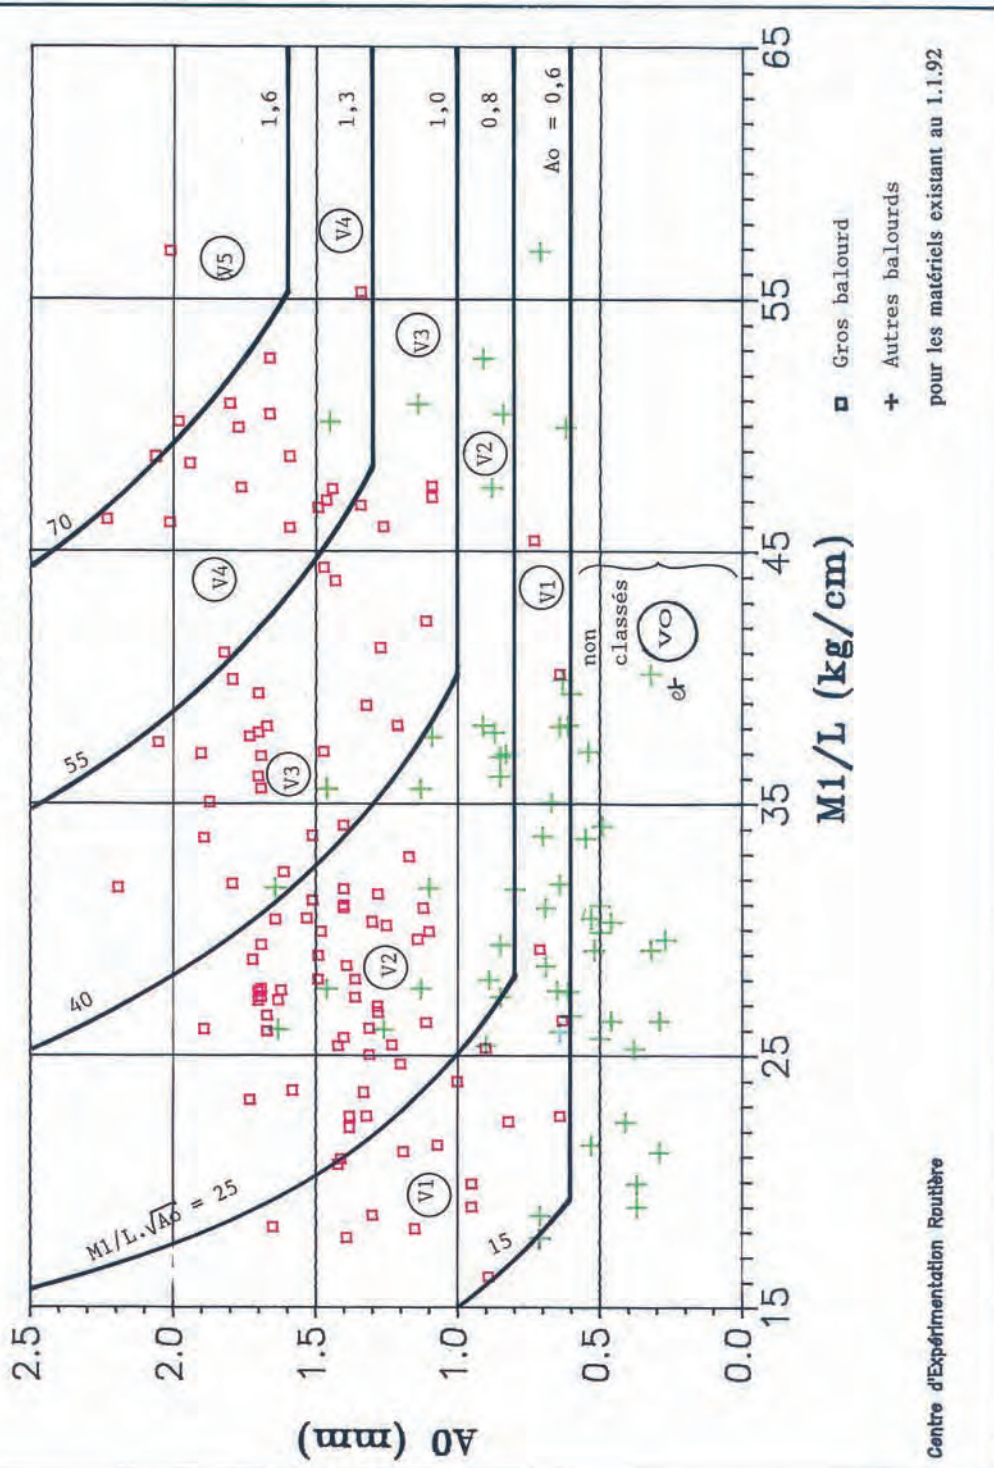 2.5
2.0
1.5
1.0
0.5
0.0
A0 (mm)
15
25
35
45
55
65
M1/L (kg/cm)
M1/L.√Ao = 25
15
40
55
70
1,6
1,3
1,0
0,8
Ao = 0,6
V1
V2
V3
V4
V5
V4
V3
V2
V1
non
classés
et
VO
Gros balourd
Autres balourds
pour les matériels existant au 1.1.92
Centre d'Expérimentation Routière